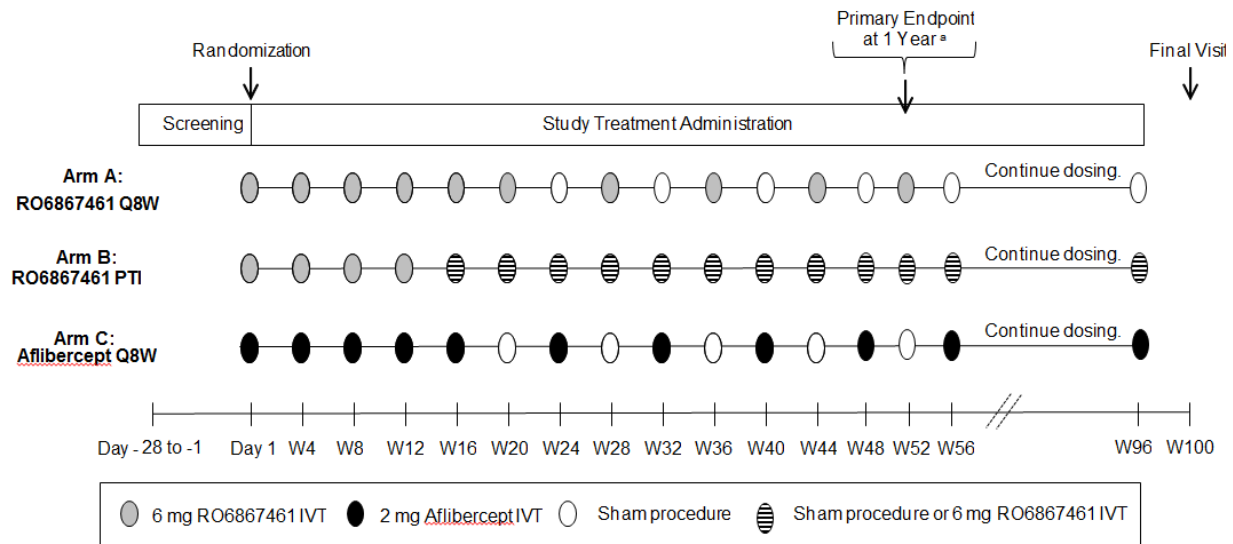 Primary Endpoint
at 1 Year ª
Randomization
Final Visit
Screening
Study Treatment Administration
Arm A:
RO6867461 Q8W
Continue dosing.
Arm B:
RO6867461 PTI
Continue dosing.
Arm C:
Aflibercept Q8W
Continue dosing.
Day - 28 to -1 Day 1 W4 W8 W12 W16 W20 W24 W28 W32 W36 W40 W44 W48 W52 W56 W96 W100
6 mg RO6867461 IVT 2 mg Aflibercept IVT Sham procedure Sham procedure or 6 mg RO6867461 IVT